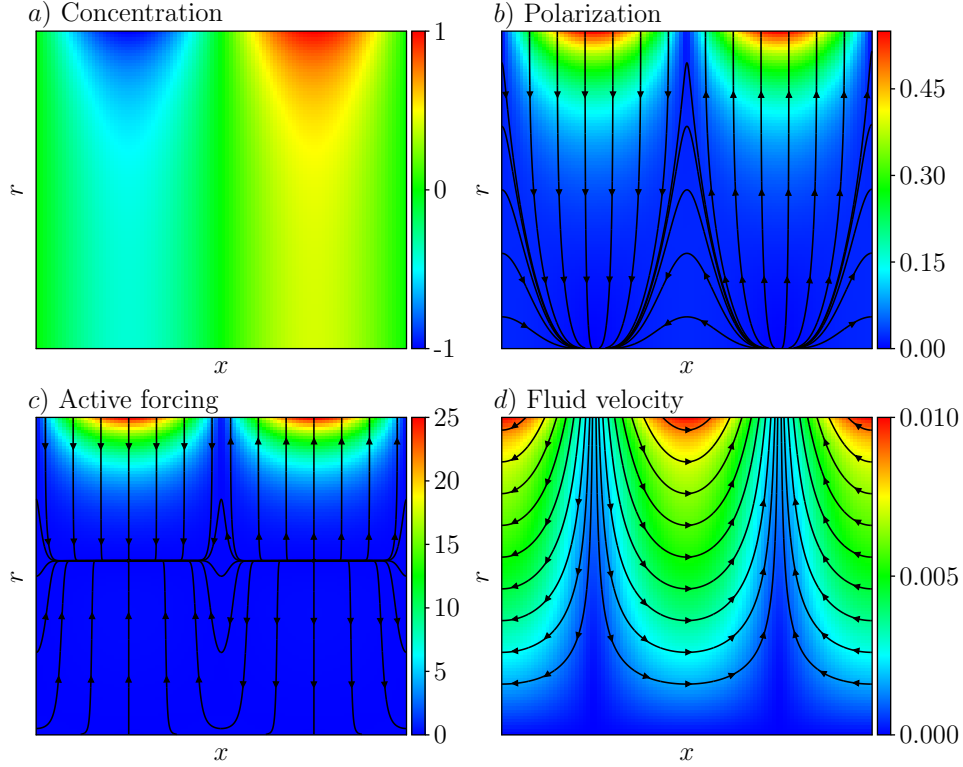 a) Concentration
1
0
-1
r
x
b) Polarization
0.45
0.30
0.15
0.00
r
x
c) Active forcing
25
20
15
10
5
0
r
x
d) Fluid velocity
0.010
0.005
0.000
r
x